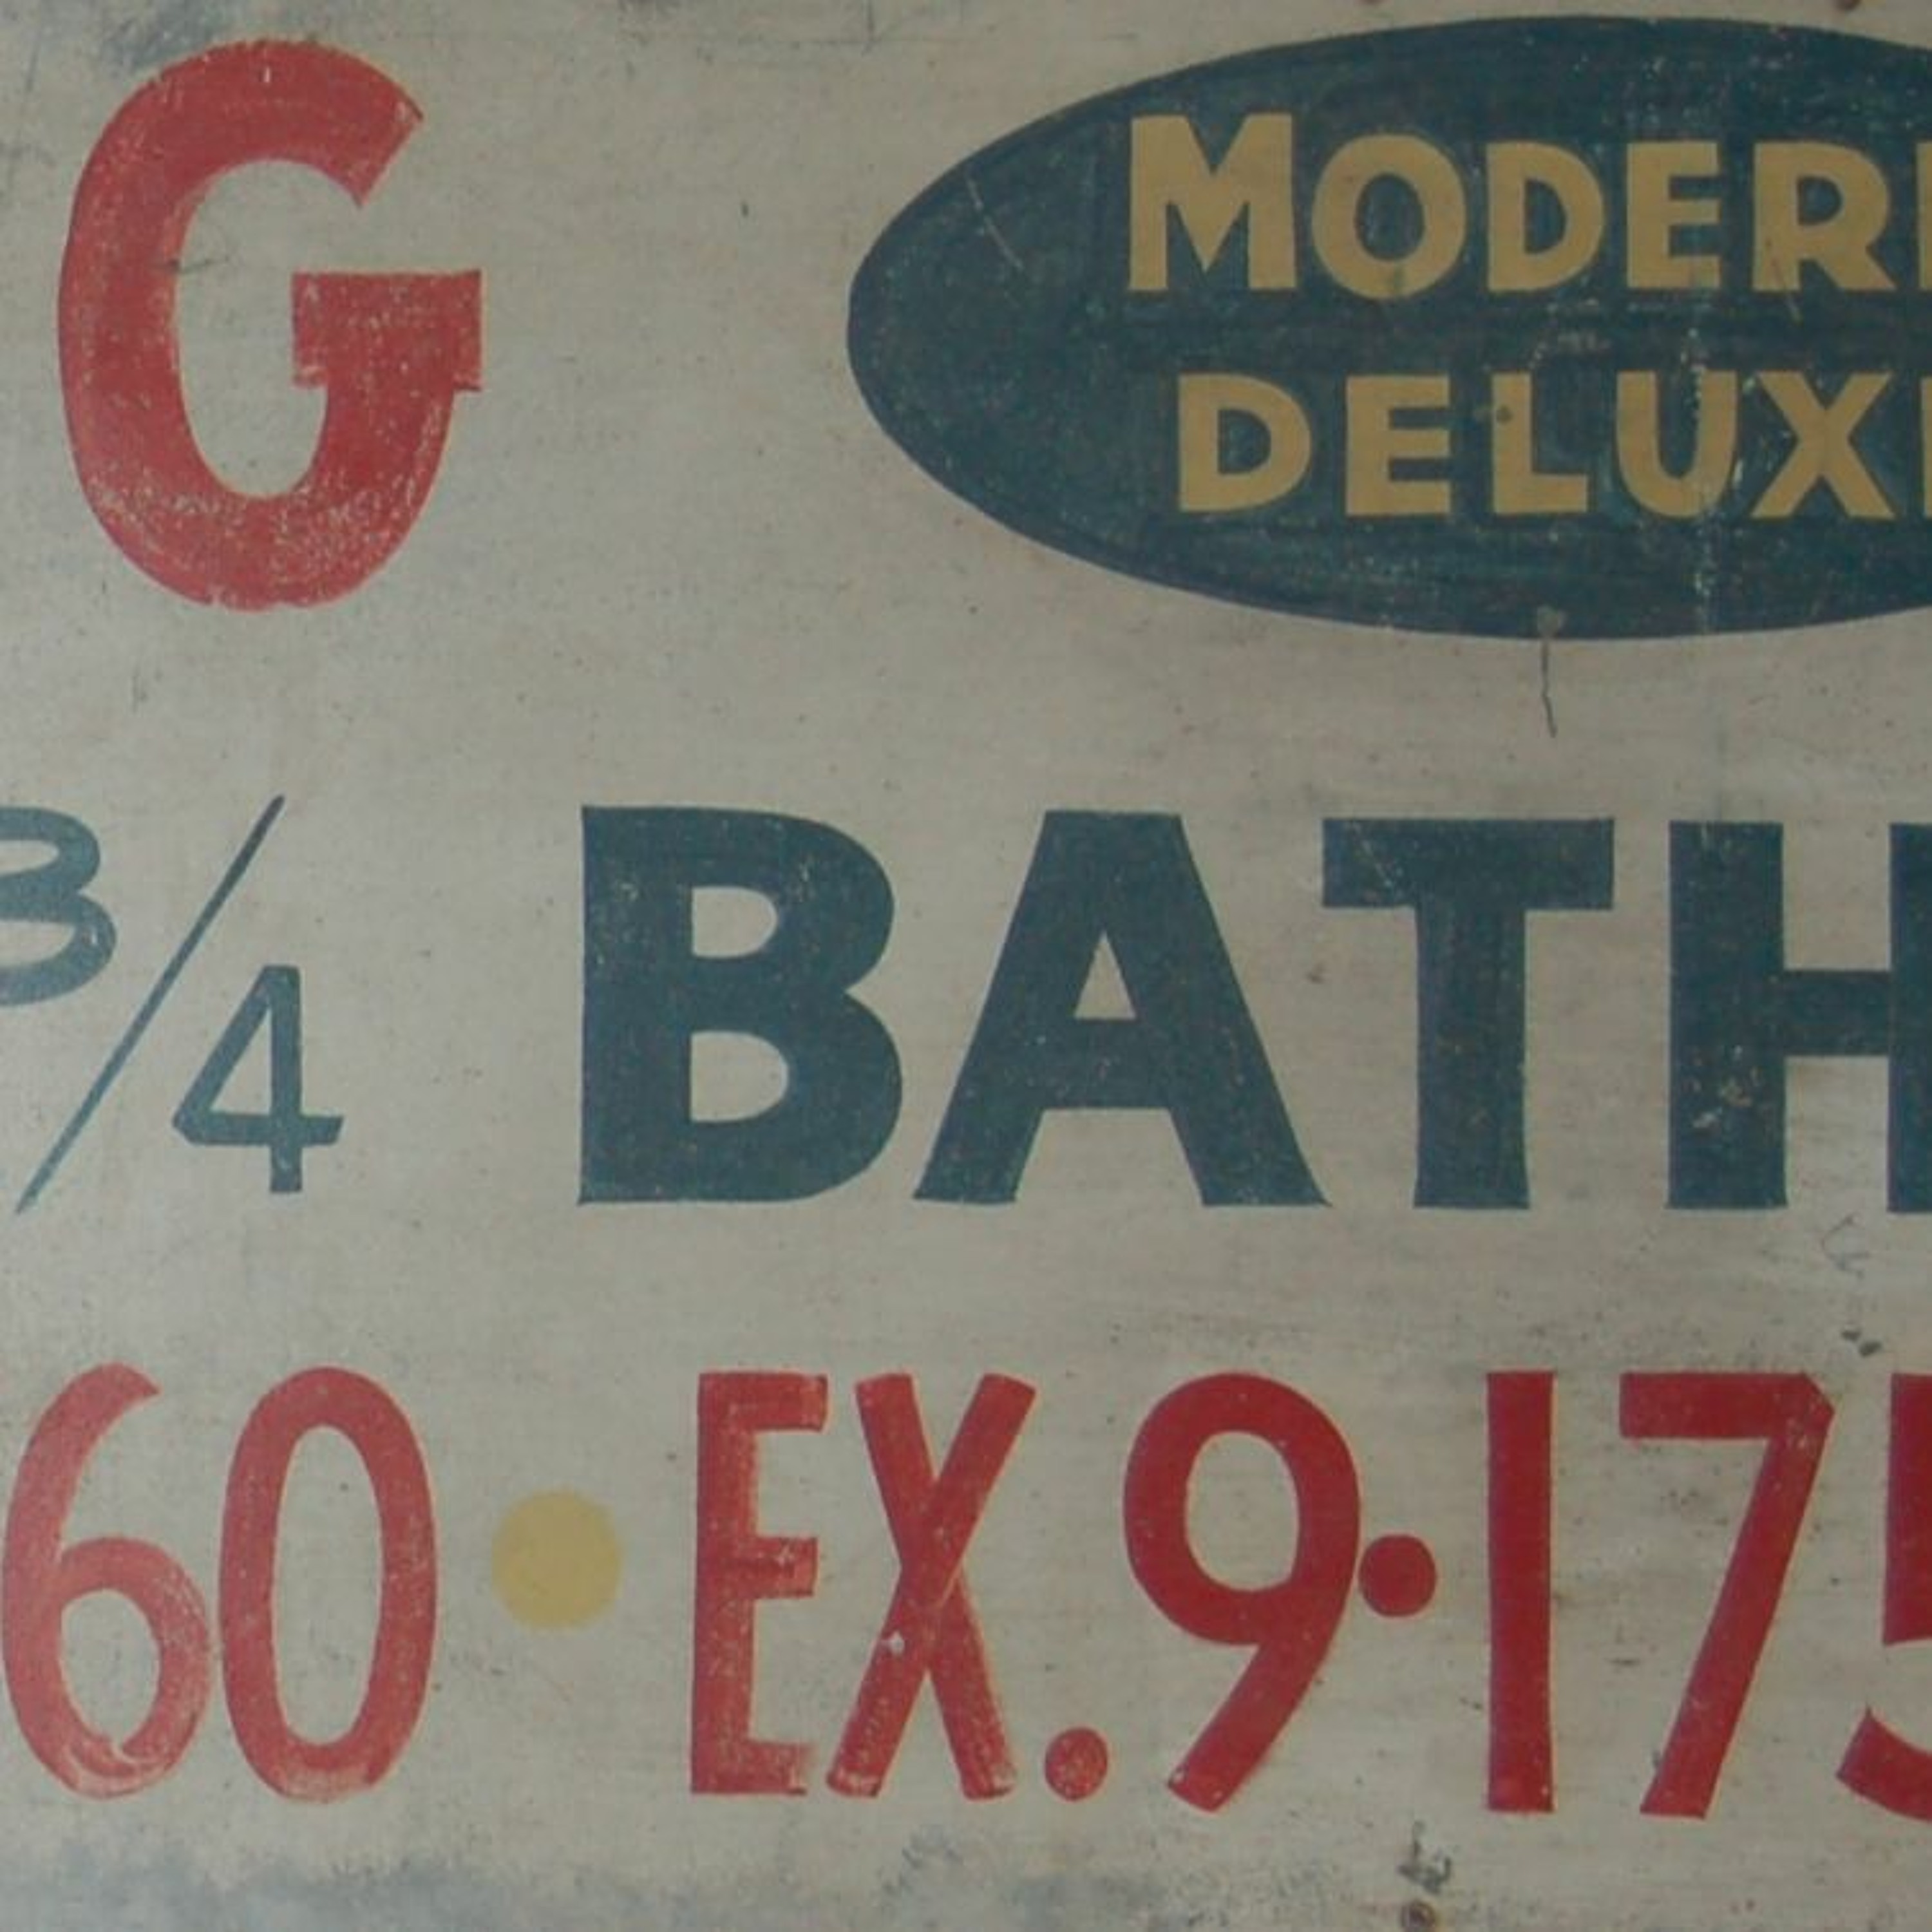 G
MODER
DELUX
3/4 BATH
60 • EX. 9•175